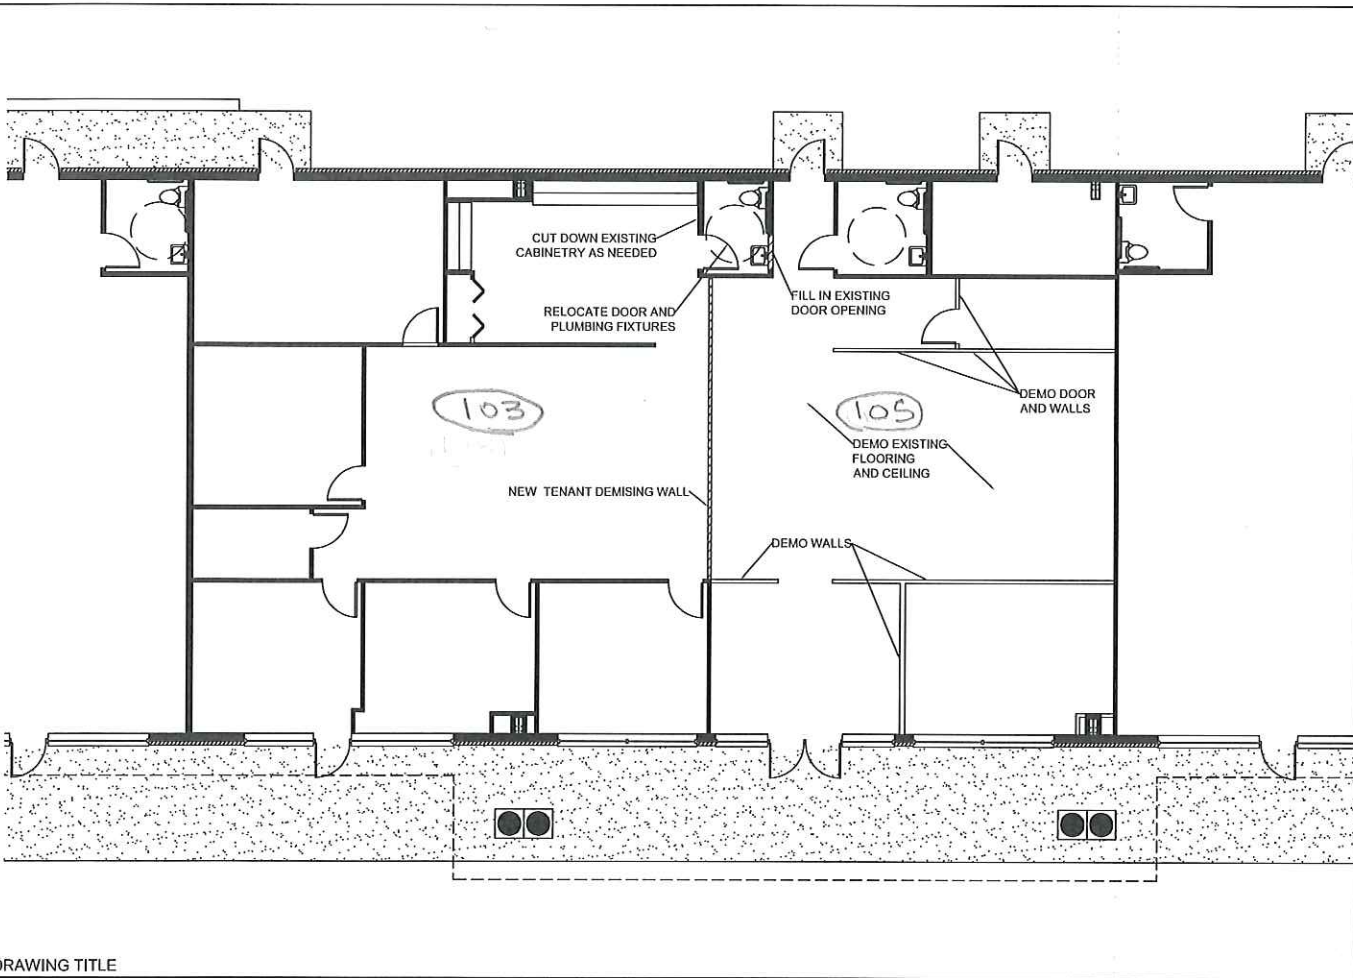 CUT DOWN EXISTING
CABINETRY AS NEEDED
RELOCATE DOOR AND
PLUMBING FIXTURES
FILL IN EXISTING
DOOR OPENING
DEMO DOOR
AND WALLS
103
105
DEMO EXISTING
FLOORING
AND CEILING
NEW TENANT DEMISING WALL
DEMO WALLS
DRAWING TITLE